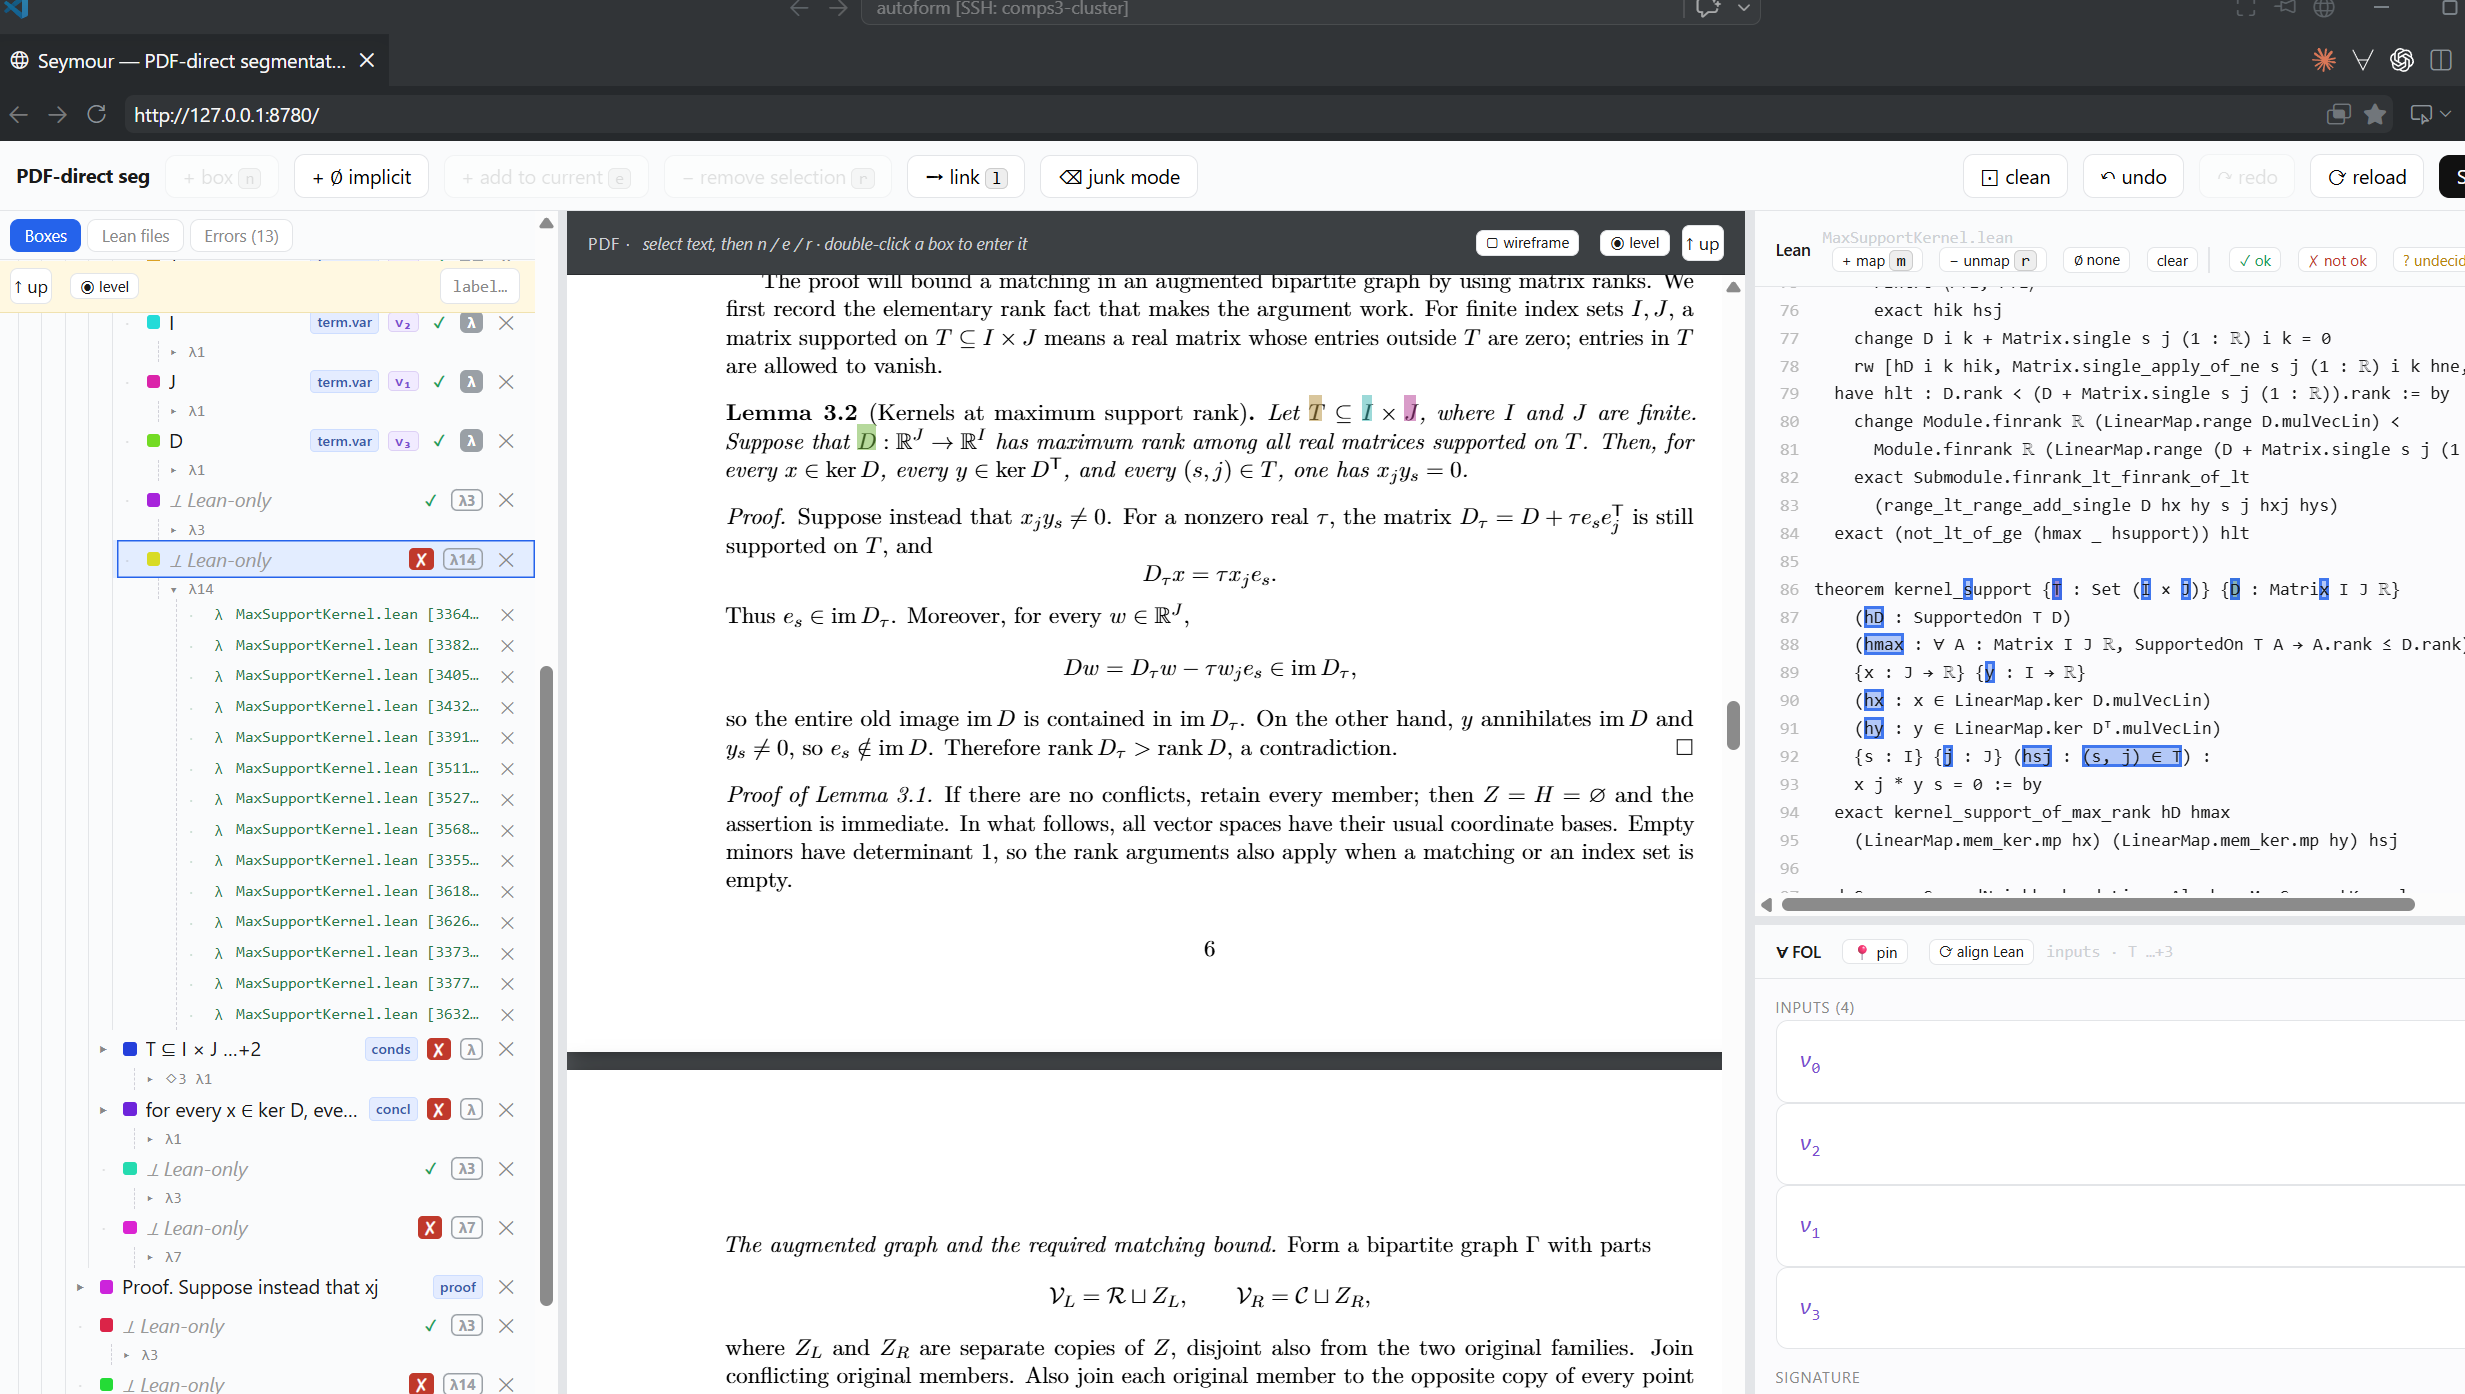 autoform [SSH: comps3-cluster]
Seymour — PDF-direct segmentat...
http://127.0.0.1:8780/
PDF-direct seg
+ box n
+ Ø implicit
+ add to current e
− remove selection r
→ link l
⌫ junk mode
clean
↶ undo
↷ redo
⟳ reload
Boxes
Lean files
Errors (13)
↑ up
level
label…
I term.var v₂ ✓ λ ×
▸ λ1
J term.var v₁ ✓ λ ×
▸ λ1
D term.var v₃ ✓ λ ×
▸ λ1
⊥ Lean-only ✓ λ3 ×
▸ λ3
⊥ Lean-only ✗ λ14 ×
▾ λ14
λ MaxSupportKernel.lean [3364… ×
λ MaxSupportKernel.lean [3382… ×
λ MaxSupportKernel.lean [3405… ×
λ MaxSupportKernel.lean [3432… ×
λ MaxSupportKernel.lean [3391… ×
λ MaxSupportKernel.lean [3511… ×
λ MaxSupportKernel.lean [3527… ×
λ MaxSupportKernel.lean [3568… ×
λ MaxSupportKernel.lean [3355… ×
λ MaxSupportKernel.lean [3618… ×
λ MaxSupportKernel.lean [3626… ×
λ MaxSupportKernel.lean [3373… ×
λ MaxSupportKernel.lean [3377… ×
λ MaxSupportKernel.lean [3632… ×
▸ T ⊆ I × J …+2 conds ✗ λ ×
▸ ◇3 λ1
▸ for every x ∈ ker D, eve… concl ✗ λ ×
▸ λ1
⊥ Lean-only ✓ λ3 ×
▸ λ3
⊥ Lean-only ✗ λ7 ×
▸ λ7
▸ Proof. Suppose instead that xj proof ×
⊥ Lean-only ✓ λ3 ×
▸ λ3
⊥ Lean-only ✗ λ14 ×
PDF · select text, then n / e / r · double-click a box to enter it
wireframe
level
↑ up
The proof will bound a matching in an augmented bipartite graph by using matrix ranks. We
first record the elementary rank fact that makes the argument work. For finite index sets I, J, a
matrix supported on T ⊆ I × J means a real matrix whose entries outside T are zero; entries in T
are allowed to vanish.
Lemma 3.2 (Kernels at maximum support rank). Let T ⊆ I × J, where I and J are finite.
Suppose that D : ℝᴶ → ℝᴵ has maximum rank among all real matrices supported on T. Then, for
every x ∈ ker D, every y ∈ ker Dᵀ, and every (s, j) ∈ T, one has xⱼyₛ = 0.
Proof. Suppose instead that xⱼyₛ ≠ 0. For a nonzero real τ, the matrix D_τ = D + τeₛeⱼᵀ is still
supported on T, and
D_τx = τxⱼeₛ.
Thus eₛ ∈ im D_τ. Moreover, for every w ∈ ℝᴶ,
Dw = D_τw − τwⱼeₛ ∈ im D_τ,
so the entire old image im D is contained in im D_τ. On the other hand, y annihilates im D and
yₛ ≠ 0, so eₛ ∉ im D. Therefore rank D_τ > rank D, a contradiction. □
Proof of Lemma 3.1. If there are no conflicts, retain every member; then Z = H = ∅ and the
assertion is immediate. In what follows, all vector spaces have their usual coordinate bases. Empty
minors have determinant 1, so the rank arguments also apply when a matching or an index set is
empty.
6
The augmented graph and the required matching bound. Form a bipartite graph Γ with parts
𝒱_L = ℛ ⊔ Z_L, 𝒱_R = 𝒞 ⊔ Z_R,
where Z_L and Z_R are separate copies of Z, disjoint also from the two original families. Join
conflicting original members. Also join each original member to the opposite copy of every point
Lean
MaxSupportKernel.lean
+ map m
− unmap r
Ø none
clear
✓ ok
✗ not ok
? undecid
76 exact hik hsj
77 change D i k + Matrix.single s j (1 : ℝ) i k = 0
78 rw [hD i k hik, Matrix.single_apply_of_ne s j (1 : ℝ) i k hne,
79 have hlt : D.rank < (D + Matrix.single s j (1 : ℝ)).rank := by
80 change Module.finrank ℝ (LinearMap.range D.mulVecLin) <
81 Module.finrank ℝ (LinearMap.range (D + Matrix.single s j (1
82 exact Submodule.finrank_lt_finrank_of_lt
83 (range_lt_range_add_single D hx hy s j hxj hys)
84 exact (not_lt_of_ge (hmax _ hsupport)) hlt
85
86 theorem kernel_support {T : Set (I × J)} {D : Matrix I J ℝ}
87 (hD : SupportedOn T D)
88 (hmax : ∀ A : Matrix I J ℝ, SupportedOn T A → A.rank ≤ D.rank)
89 {x : J → ℝ} {y : I → ℝ}
90 (hx : x ∈ LinearMap.ker D.mulVecLin)
91 (hy : y ∈ LinearMap.ker Dᵀ.mulVecLin)
92 {s : I} {j : J} (hsj : (s, j) ∈ T) :
93 x j * y s = 0 := by
94 exact kernel_support_of_max_rank hD hmax
95 (LinearMap.mem_ker.mp hx) (LinearMap.mem_ker.mp hy) hsj
96
∀ FOL
📍 pin
⟳ align Lean
inputs · T …+3
INPUTS (4)
v₀
v₂
v₁
v₃
SIGNATURE